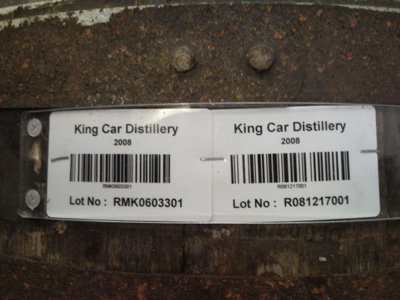 King Car Distillery
2008
RMK0603301
Lot No : RMK0603301
King Car Distillery
2008
R081217001
Lot No : R081217001